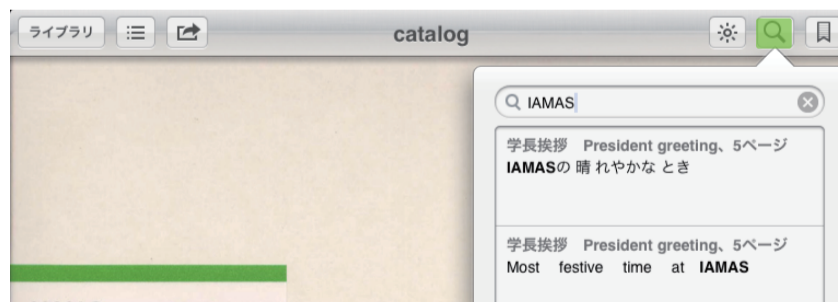 ライブラリ
catalog
IAMAS
学長挨拶　President greeting、5ページ
IAMASの 晴 れやかな とき
学長挨拶　President greeting、5ページ
Most festive time at IAMAS